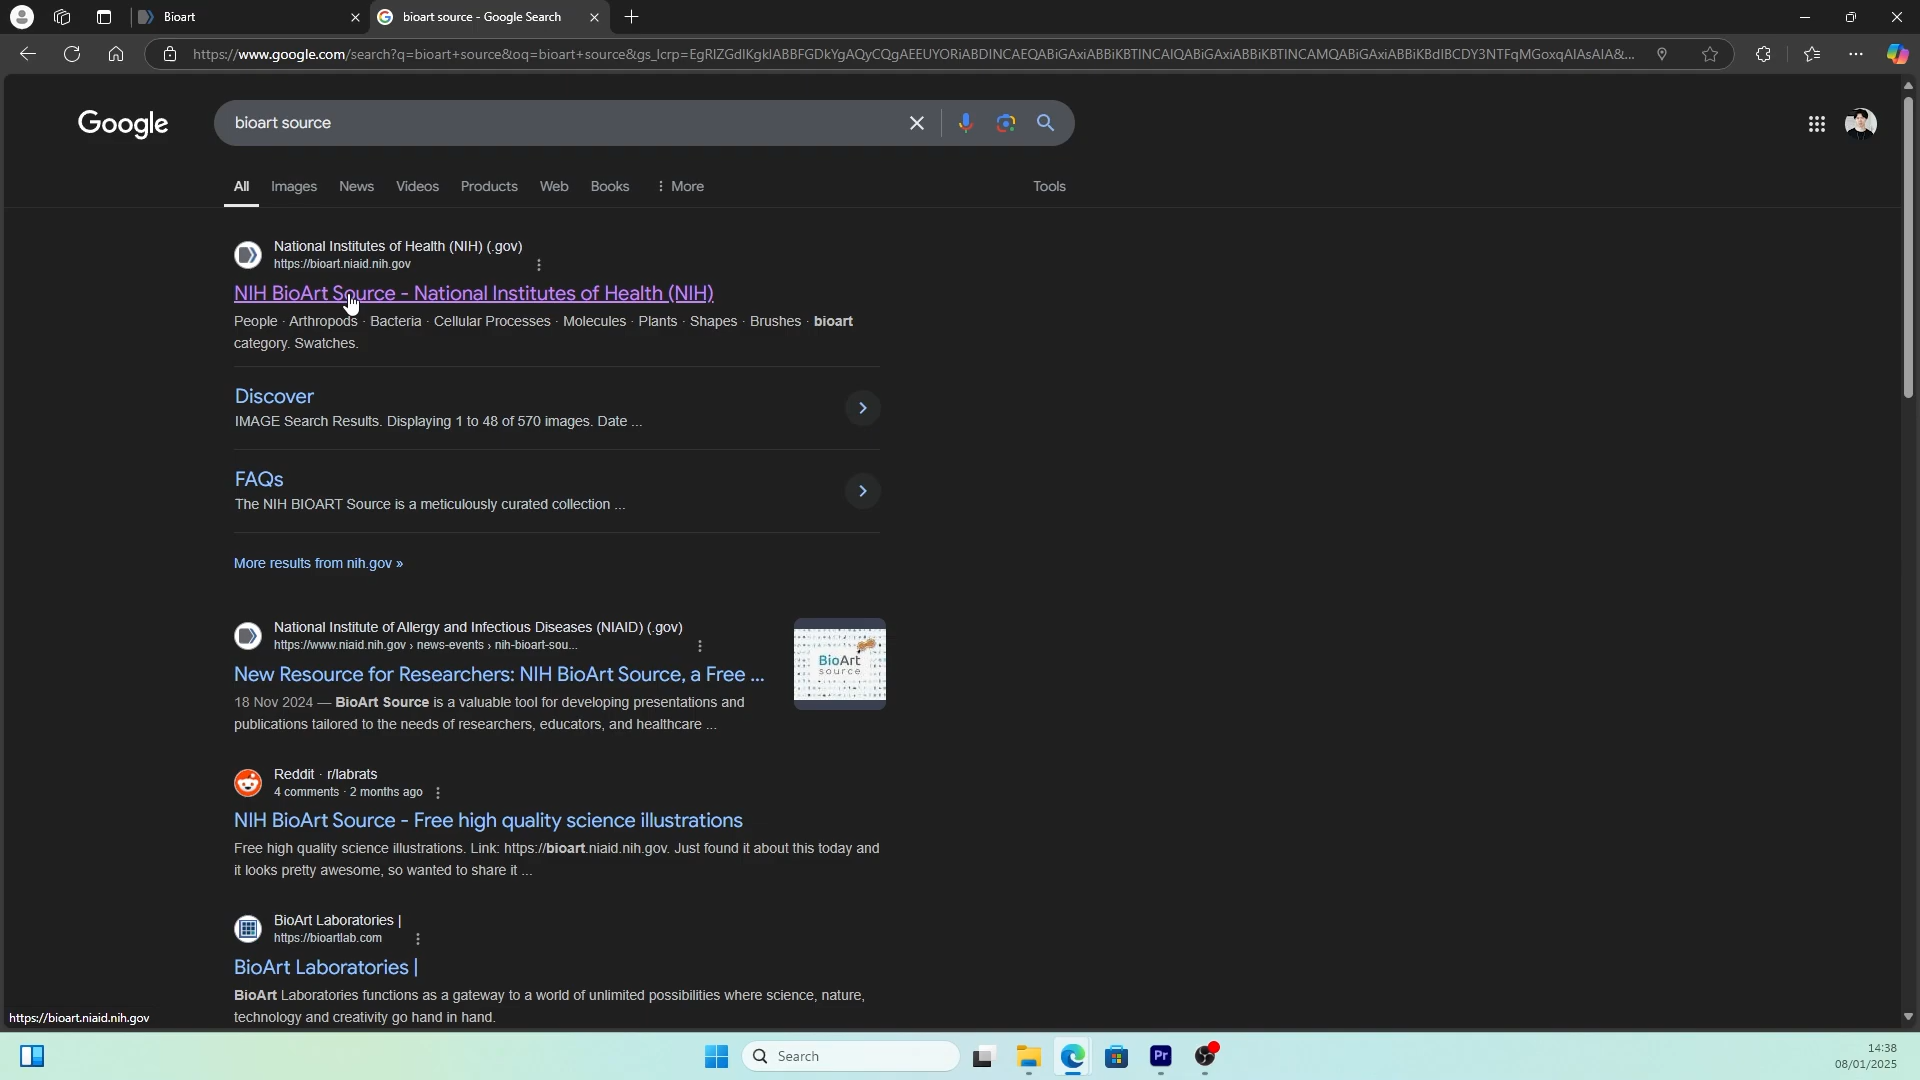 Bioart
bioart source - Google Search
https://www.google.com/search?q=bioart+source&oq=bioart+source&gs_lcrp=EgRlZGdlKgkIABBFGDkYgAQyCQgAEEUYORiABDINCAEQABiGAxiABBiKBTINCAIQABiGAxiABBiKBTINCAMQABiGAxiABBiKBdIBCDY3NTFqMGoxqAIAsAIA&...
Google
bioart source
All Images News Videos Products Web Books More Tools
National Institutes of Health (NIH) (.gov)
https://bioart.niaid.nih.gov
NIH BioArt Source - National Institutes of Health (NIH)
People · Arthropods · Bacteria · Cellular Processes · Molecules · Plants · Shapes · Brushes · bioart
category. Swatches.
Discover
IMAGE Search Results. Displaying 1 to 48 of 570 images. Date ...
FAQs
The NIH BIOART Source is a meticulously curated collection ...
More results from nih.gov »
National Institute of Allergy and Infectious Diseases (NIAID) (.gov)
https://www.niaid.nih.gov › news-events › nih-bioart-sou...
New Resource for Researchers: NIH BioArt Source, a Free ...
18 Nov 2024 — BioArt Source is a valuable tool for developing presentations and
publications tailored to the needs of researchers, educators, and healthcare ...
BioArt
source
Reddit · r/labrats
4 comments · 2 months ago
NIH BioArt Source - Free high quality science illustrations
Free high quality science illustrations. Link: https://bioart.niaid.nih.gov. Just found it about this today and
it looks pretty awesome, so wanted to share it ...
BioArt Laboratories |
https://bioartlab.com
BioArt Laboratories |
BioArt Laboratories functions as a gateway to a world of unlimited possibilities where science, nature,
technology and creativity go hand in hand.
https://bioart.niaid.nih.gov
Search
Pr
14:38
08/01/2025